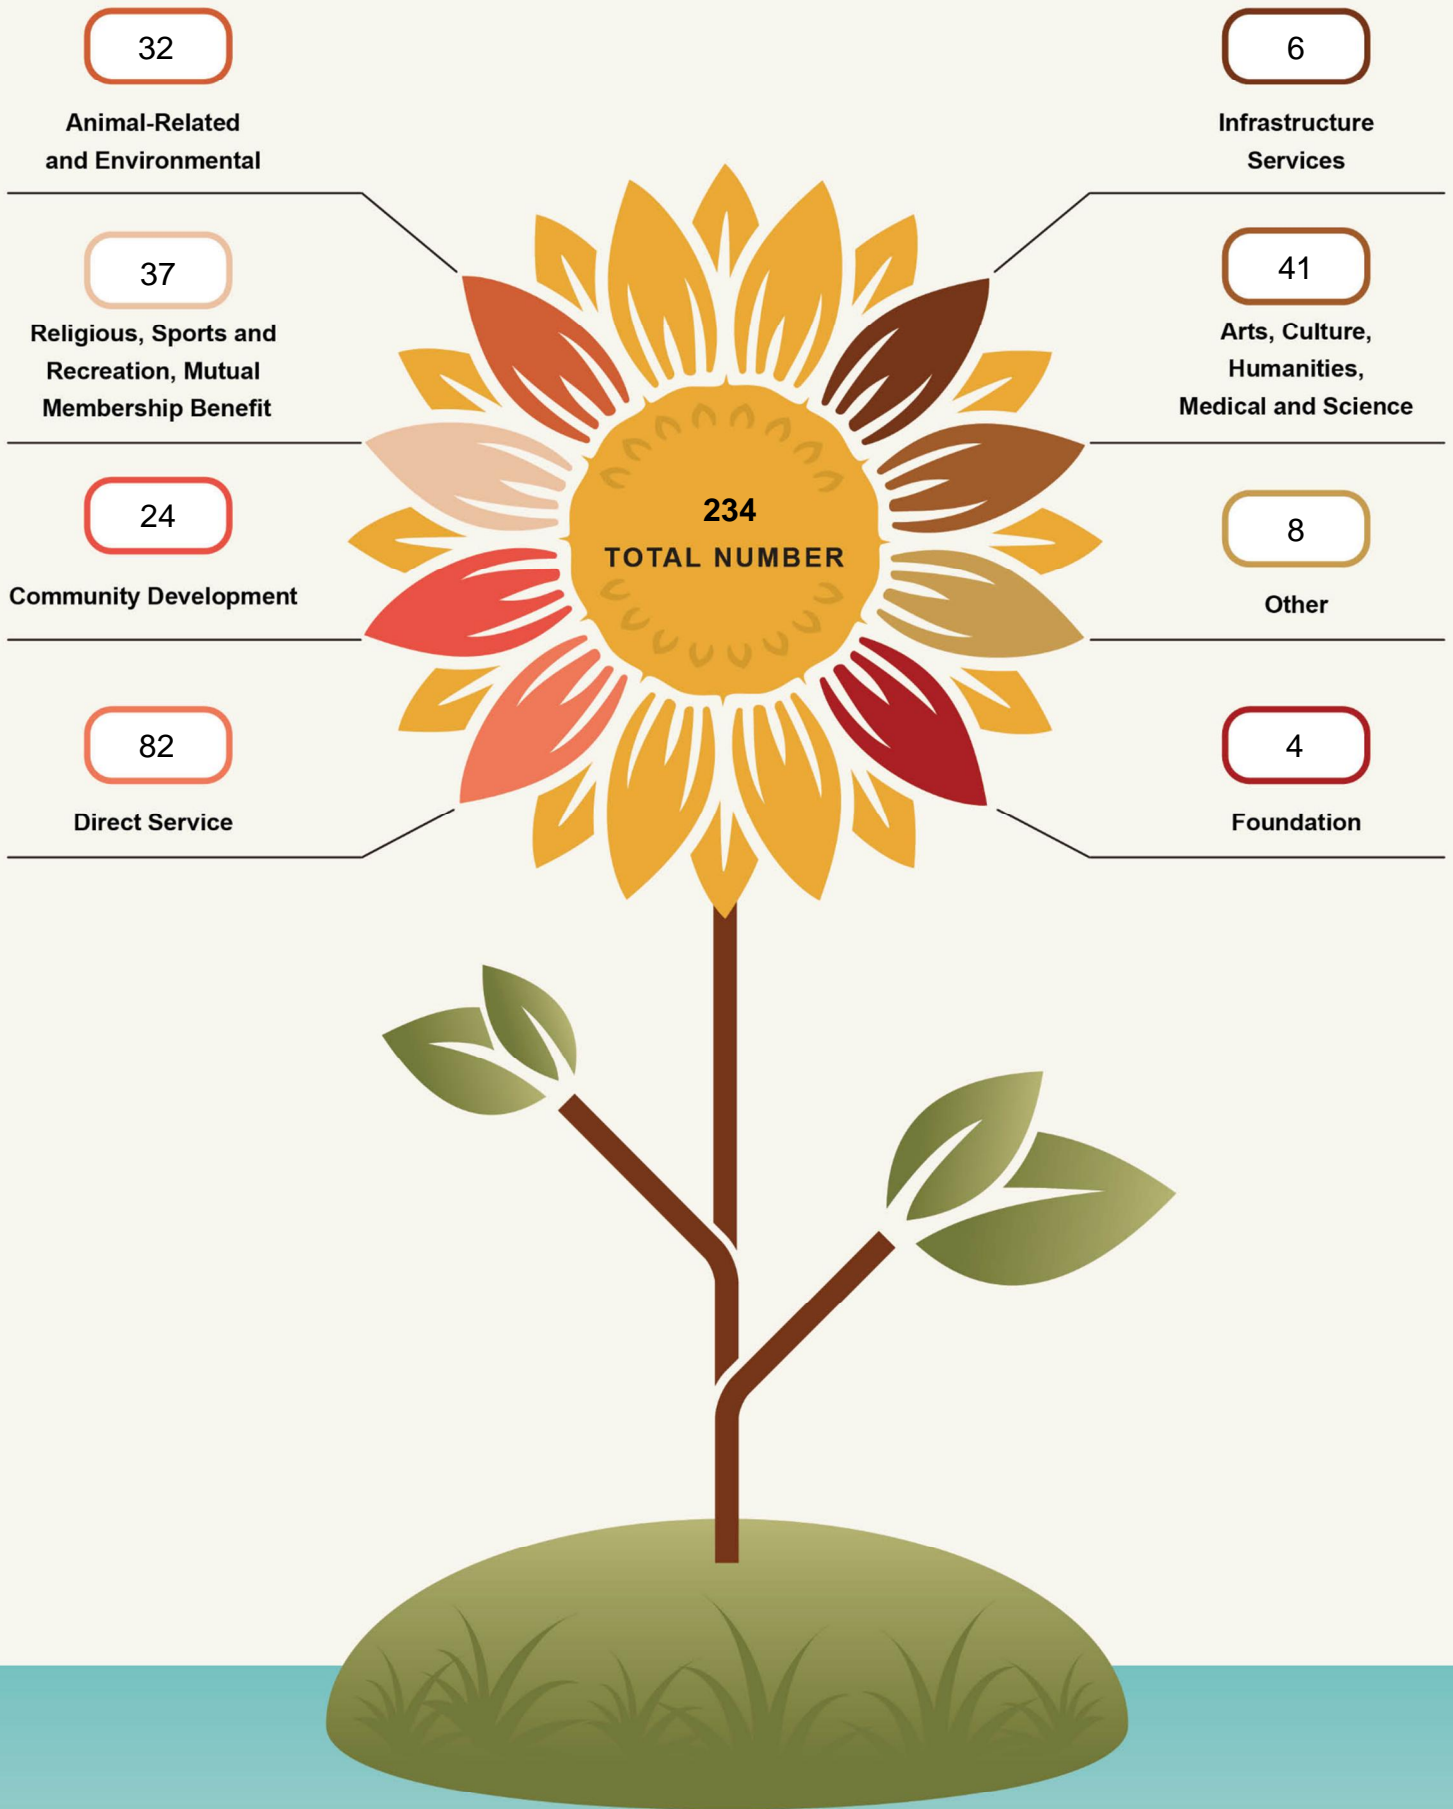 32
Animal-Related
and Environmental
37
Religious, Sports and
Recreation, Mutual
Membership Benefit
24
Community Development
82
Direct Service
234
TOTAL NUMBER
6
Infrastructure
Services
41
Arts, Culture,
Humanities,
Medical and Science
8
Other
4
Foundation